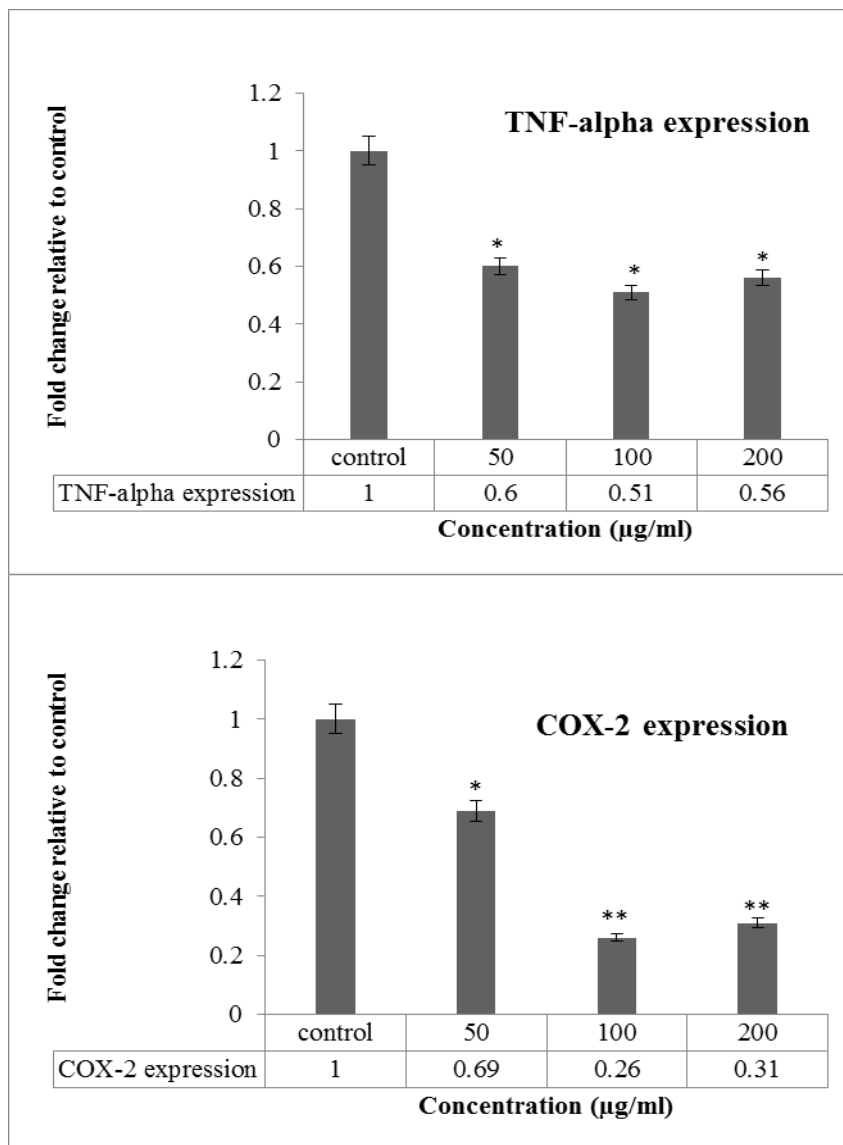 TNF-alpha expression
Fold change relative to control
1.2
1
0.8
0.6
0.4
0.2
0
*
*
*
control 50 100 200
TNF-alpha expression 1 0.6 0.51 0.56
Concentration (µg/ml)
COX-2 expression
Fold change relative to control
1.2
1
0.8
0.6
0.4
0.2
0
*
**
**
control 50 100 200
COX-2 expression 1 0.69 0.26 0.31
Concentration (µg/ml)